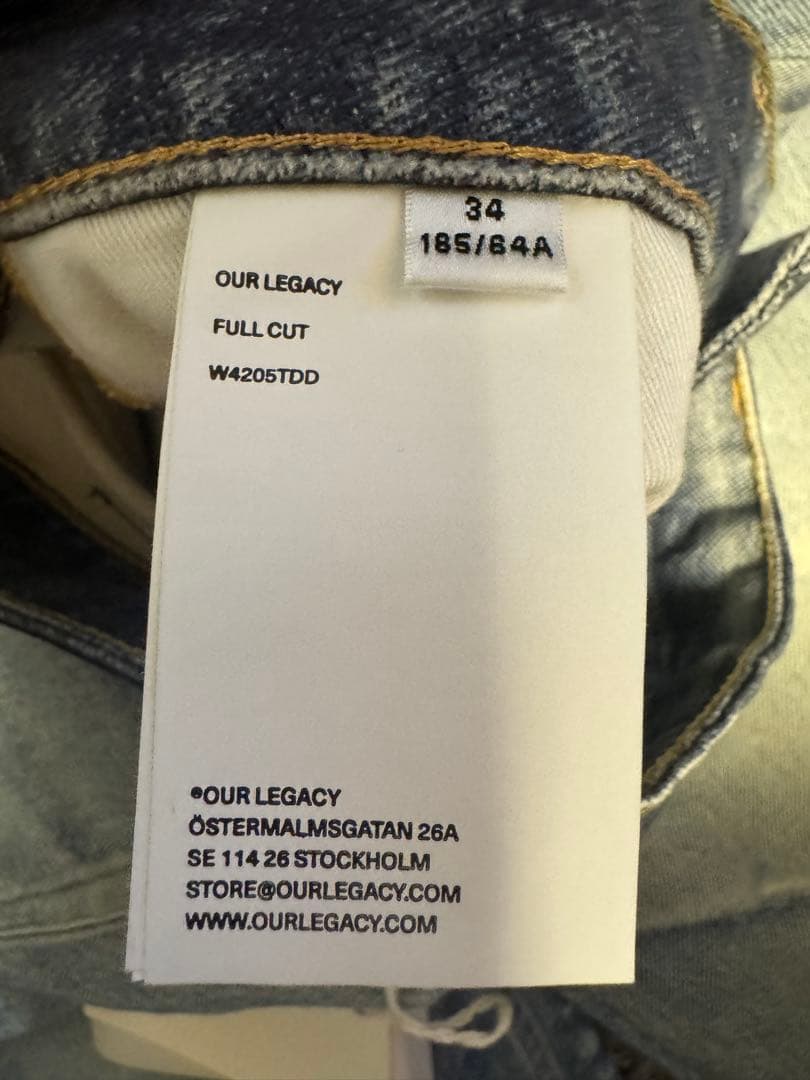 34
185/64A
OUR LEGACY
FULL CUT
W4205TDD
®OUR LEGACY
ÖSTERMALMSGATAN 26A
SE 114 26 STOCKHOLM
STORE@OURLEGACY.COM
WWW.OURLEGACY.COM